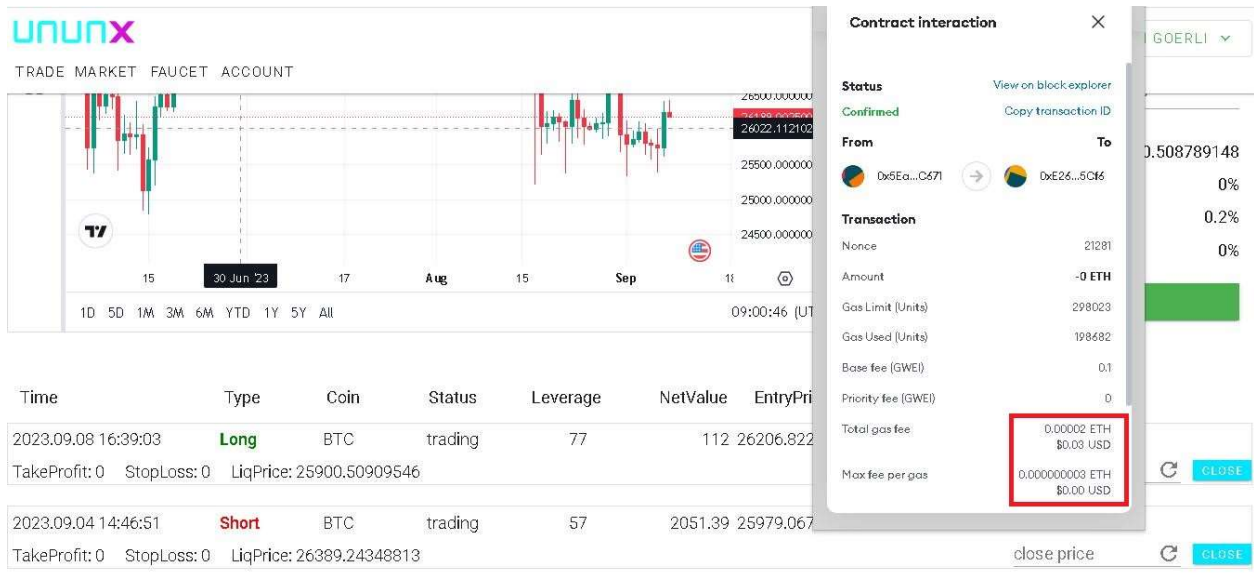 UNUNX
GOERLI
TRADE MARKET FAUCET ACCOUNT
26500.000000
26022.112102
25500.000000
25000.000000
24500.000000
15 30 Jun '23 17 Aug 15 Sep 18
1D 5D 1M 3M 6M YTD 1Y 5Y All
09:00:46 (UT
0.508789148
0%
0.2%
0%
Contract interaction
Status View on block explorer
Confirmed Copy transaction ID
From To
0x5Ea...C671 0xE26...5Cf6
Transaction
Nonce 21281
Amount -0 ETH
Gas Limit (Units) 298023
Gas Used (Units) 198682
Base fee (GWEI) 0.1
Priority fee (GWEI) 0
Total gas fee 0.00002 ETH
$0.03 USD
Max fee per gas 0.000000003 ETH
$0.00 USD
Time Type Coin Status Leverage NetValue EntryPri
2023.09.08 16:39:03 Long BTC trading 77 112 26206.822
TakeProfit: 0 StopLoss: 0 LiqPrice: 25900.50909546 CLOSE
2023.09.04 14:46:51 Short BTC trading 57 2051.39 25979.067
TakeProfit: 0 StopLoss: 0 LiqPrice: 26389.24348813 close price CLOSE